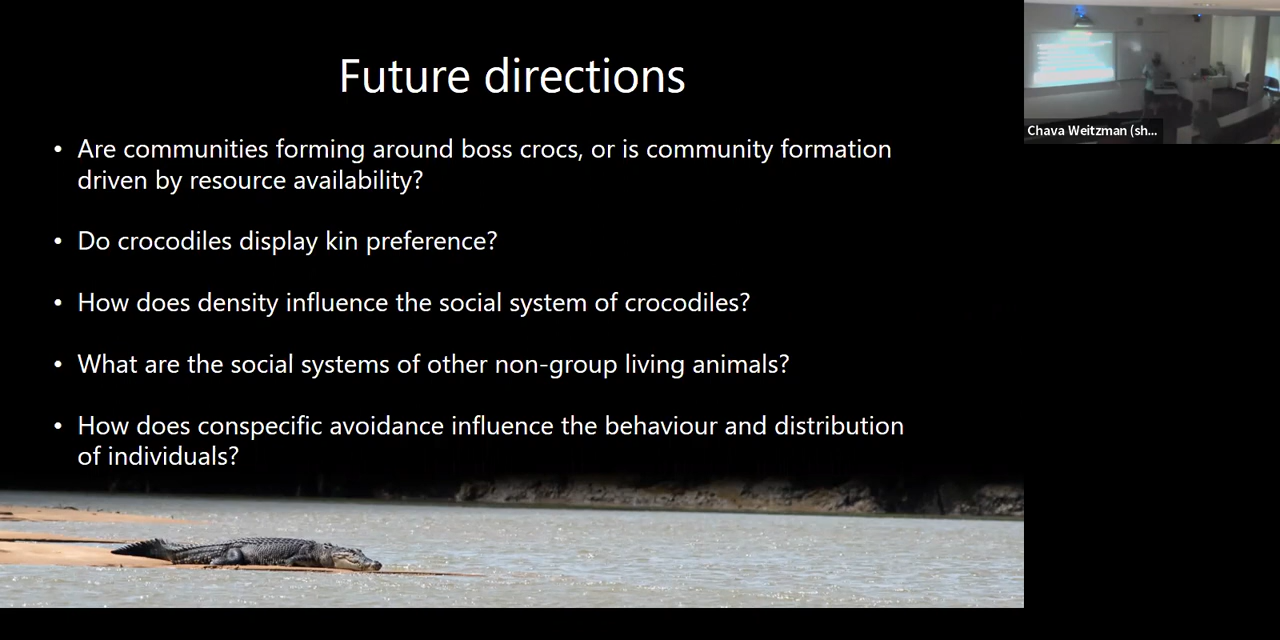 Future directions
• Are communities forming around boss crocs, or is community formation
driven by resource availability?
• Do crocodiles display kin preference?
• How does density influence the social system of crocodiles?
• What are the social systems of other non-group living animals?
• How does conspecific avoidance influence the behaviour and distribution
of individuals?
Chava Weitzman (sh...